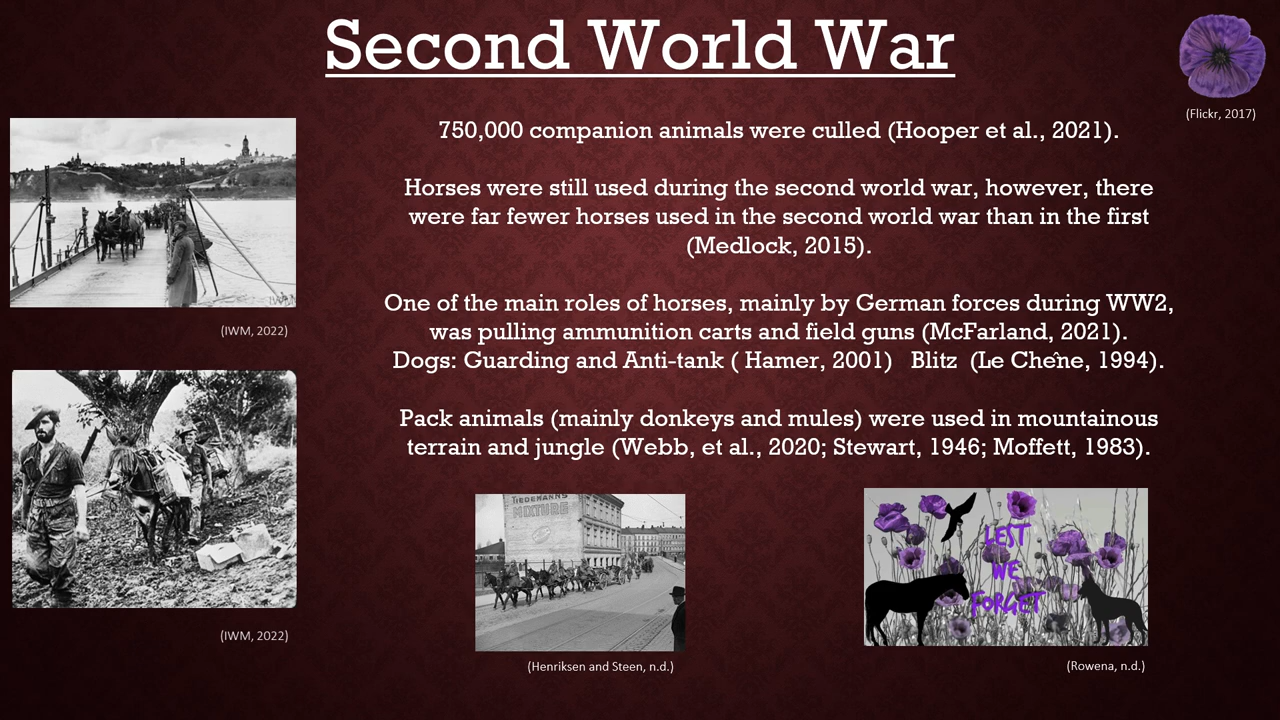 Second World War
(Flickr, 2017)
750,000 companion animals were culled (Hooper et al., 2021).
Horses were still used during the second world war, however, there
were far fewer horses used in the second world war than in the first
(Medlock, 2015).
One of the main roles of horses, mainly by German forces during WW2,
was pulling ammunition carts and field guns (McFarland, 2021).
Dogs: Guarding and Anti-tank ( Hamer, 2001)   Blitz  (Le Chêne, 1994).
Pack animals (mainly donkeys and mules) were used in mountainous
terrain and jungle (Webb, et al., 2020; Stewart, 1946; Moffett, 1983).
IWM
(IWM, 2022)
(IWM, 2022)
TIEDEMANNS
MIXTURE
(Henriksen and Steen, n.d.)
LEST
WE
FORGET
(Rowena, n.d.)